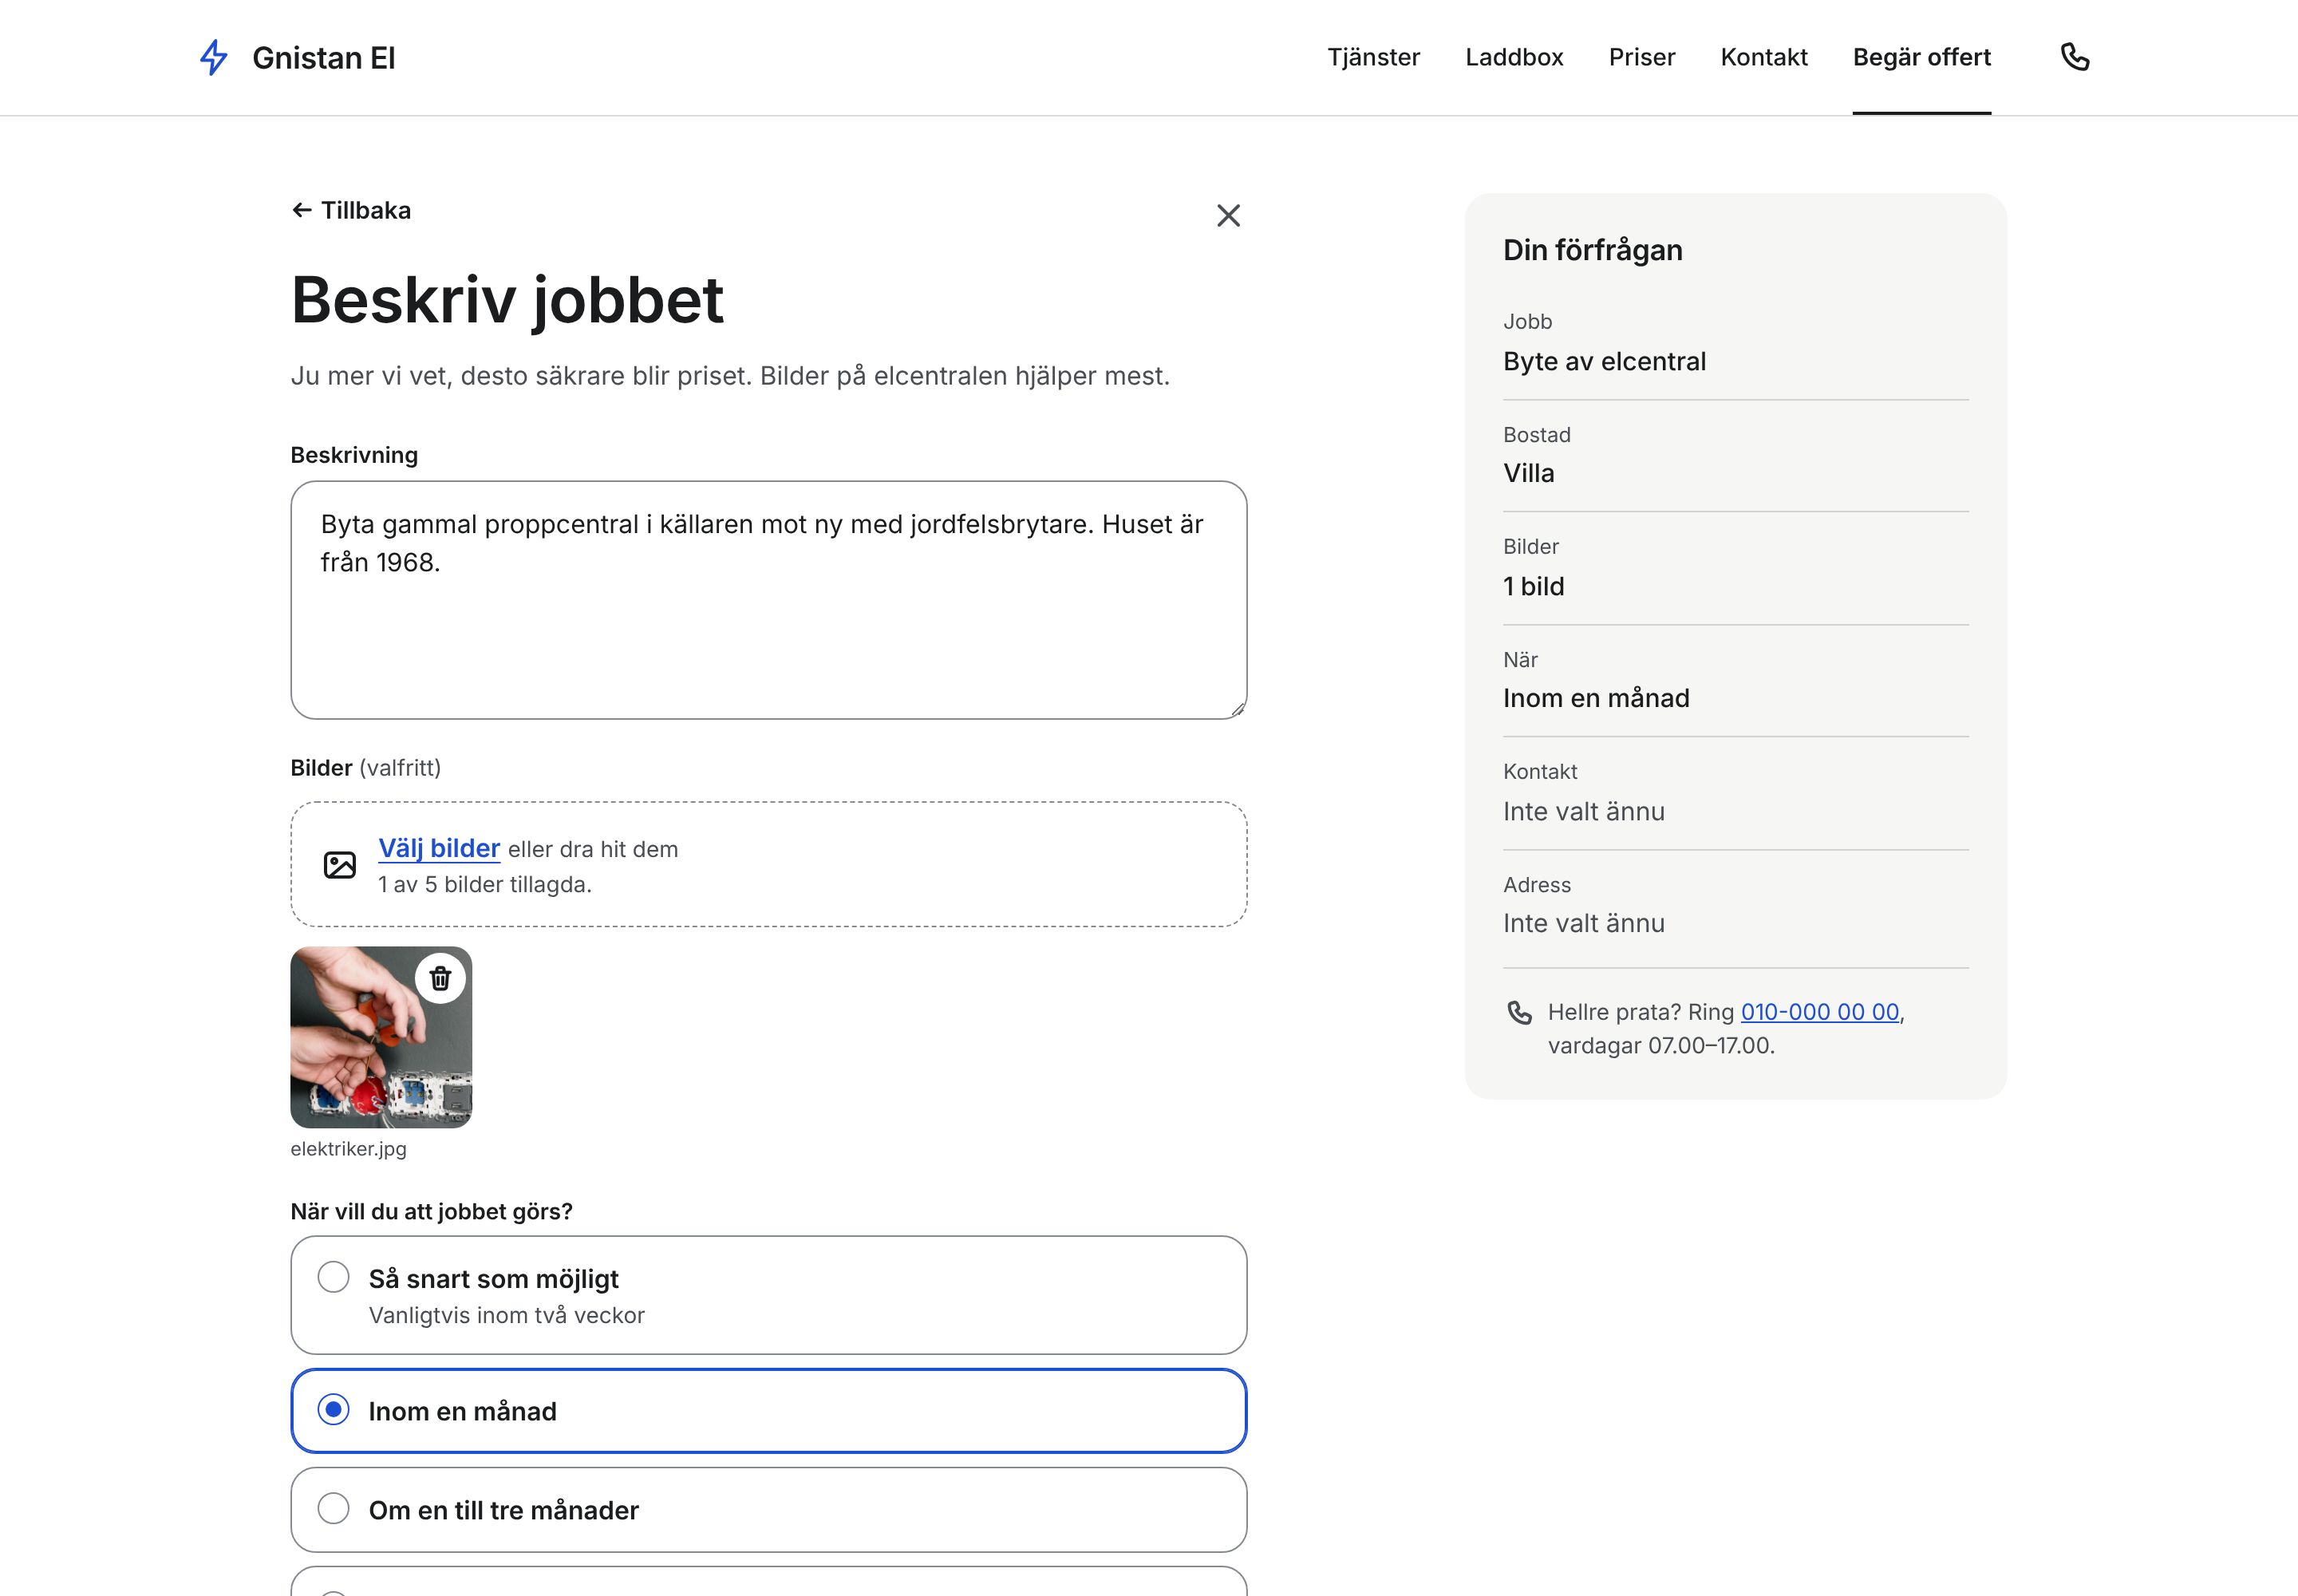 Gnistan El
Tjänster
Laddbox
Priser
Kontakt
Begär offert
Tillbaka
Beskriv jobbet
Ju mer vi vet, desto säkrare blir priset. Bilder på elcentralen hjälper mest.
Beskrivning
Byta gammal proppcentral i källaren mot ny med jordfelsbrytare. Huset är
från 1968.
Bilder (valfritt)
Välj bilder eller dra hit dem
1 av 5 bilder tillagda.
elektriker.jpg
När vill du att jobbet görs?
Så snart som möjligt
Vanligtvis inom två veckor
Inom en månad
Om en till tre månader
Din förfrågan
Jobb
Byte av elcentral
Bostad
Villa
Bilder
1 bild
När
Inom en månad
Kontakt
Inte valt ännu
Adress
Inte valt ännu
Hellre prata? Ring 010-000 00 00,
vardagar 07.00–17.00.